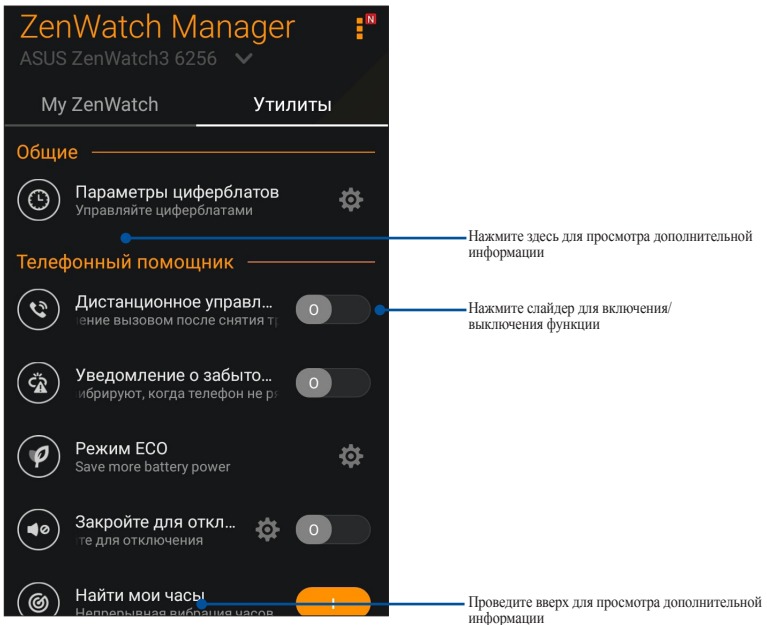 ZenWatch Manager
N
ASUS ZenWatch3 6256
My ZenWatch
Утилиты
Общие
Параметры циферблатов
Управляйте циферблатами
Нажмите здесь для просмотра дополнительной
информации
Телефонный помощник
Дистанционное управл...
ение вызовом после снятия т
Нажмите слайдер для включения/
выключения функции
Уведомление о забыто...
ибрируют, когда телефон не р
Режим ECO
Save more battery power
Закройте для откл...
те для отключения
Найти мои часы
Непрерывная вибрация часов
Проведите вверх для просмотра дополнительной
информации